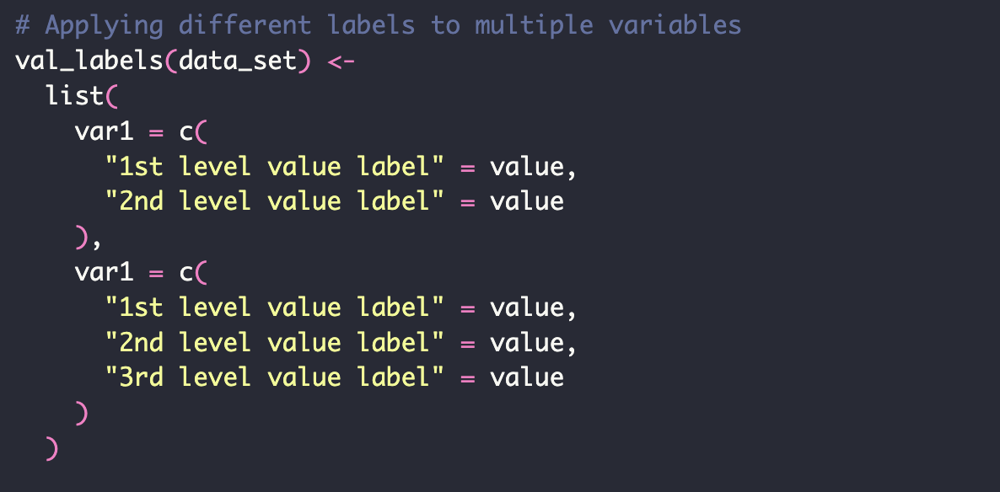 # Applying different labels to multiple variables
val_labels(data_set) <-
  list(
    var1 = c(
      "1st level value label" = value,
      "2nd level value label" = value
    ),
    var1 = c(
      "1st level value label" = value,
      "2nd level value label" = value,
      "3rd level value label" = value
    )
  )